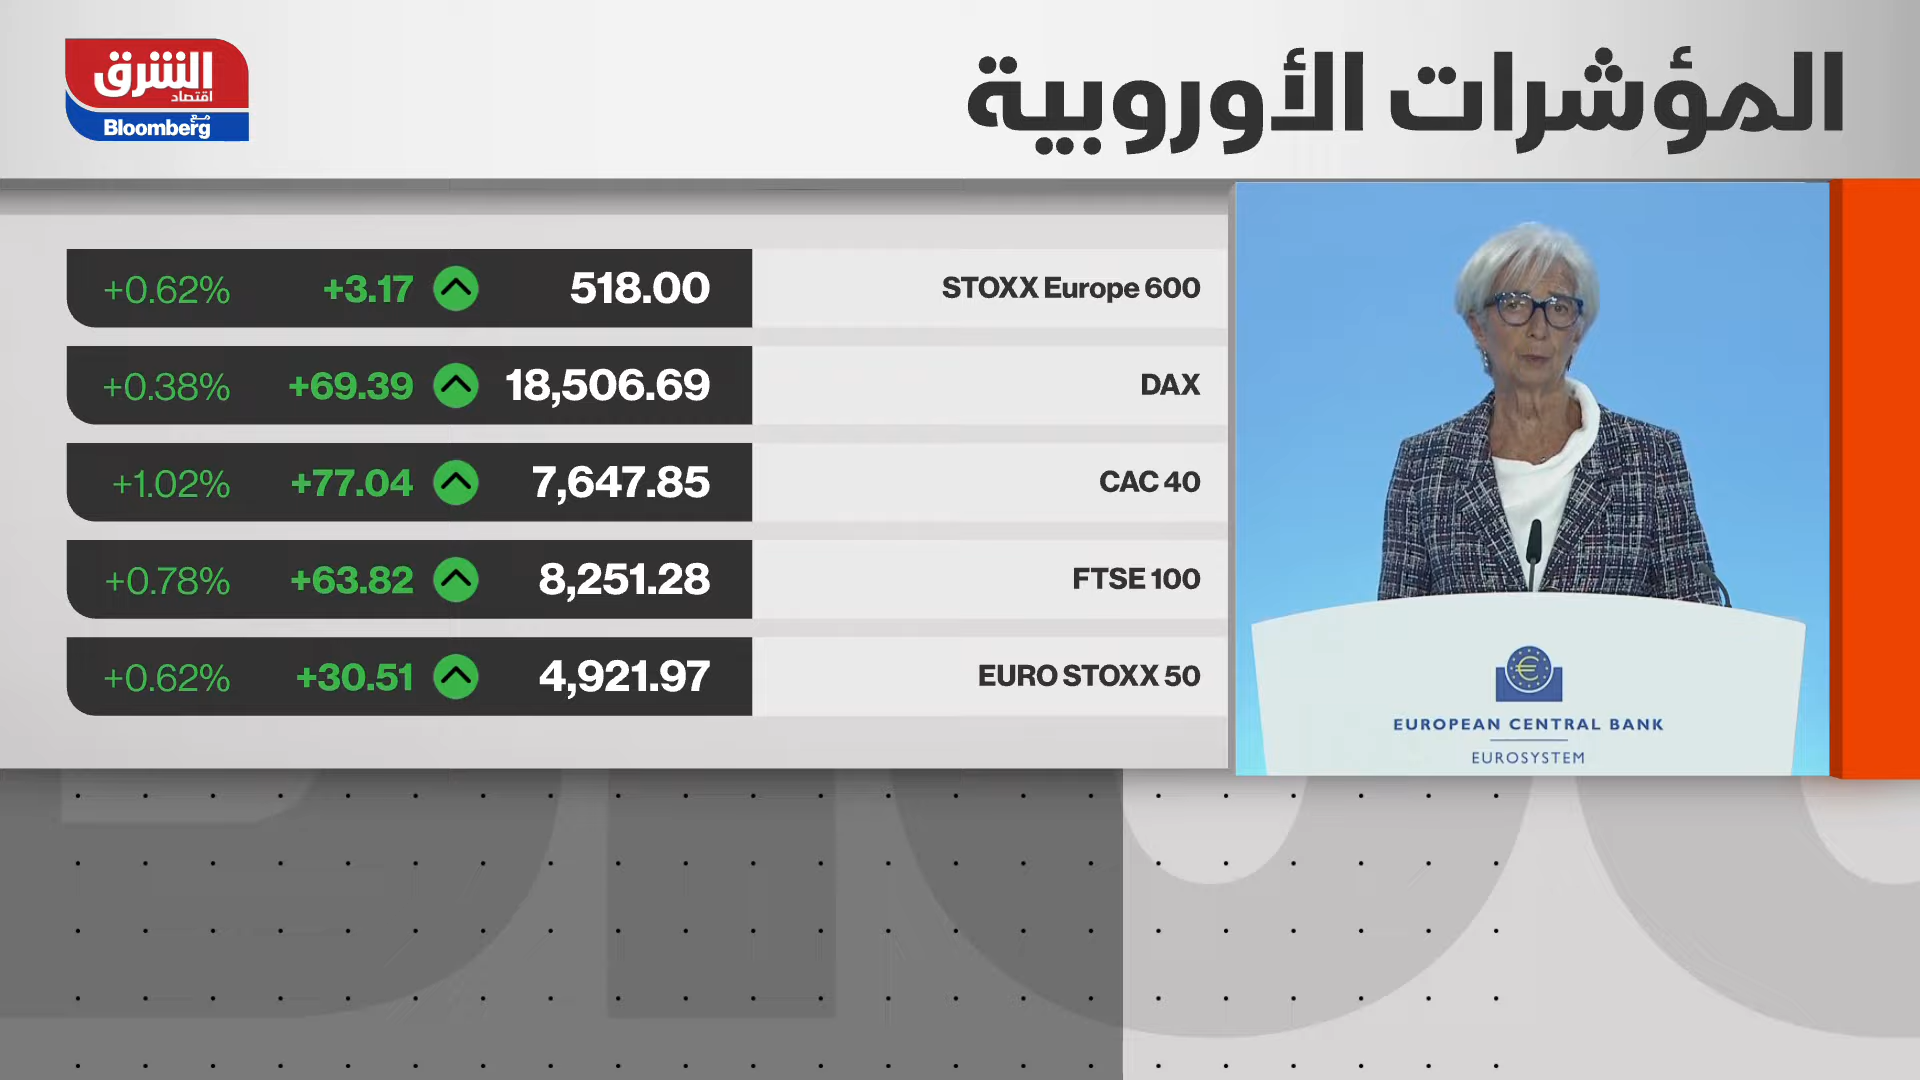 المؤشرات الأوروبية
الشرق
اقتصاد
مع
Bloomberg
STOXX Europe 600 518.00 +3.17 +0.62%
DAX 18,506.69 +69.39 +0.38%
CAC 40 7,647.85 +77.04 +1.02%
FTSE 100 8,251.28 +63.82 +0.78%
EURO STOXX 50 4,921.97 +30.51 +0.62%
€
EUROPEAN CENTRAL BANK
EUROSYSTEM